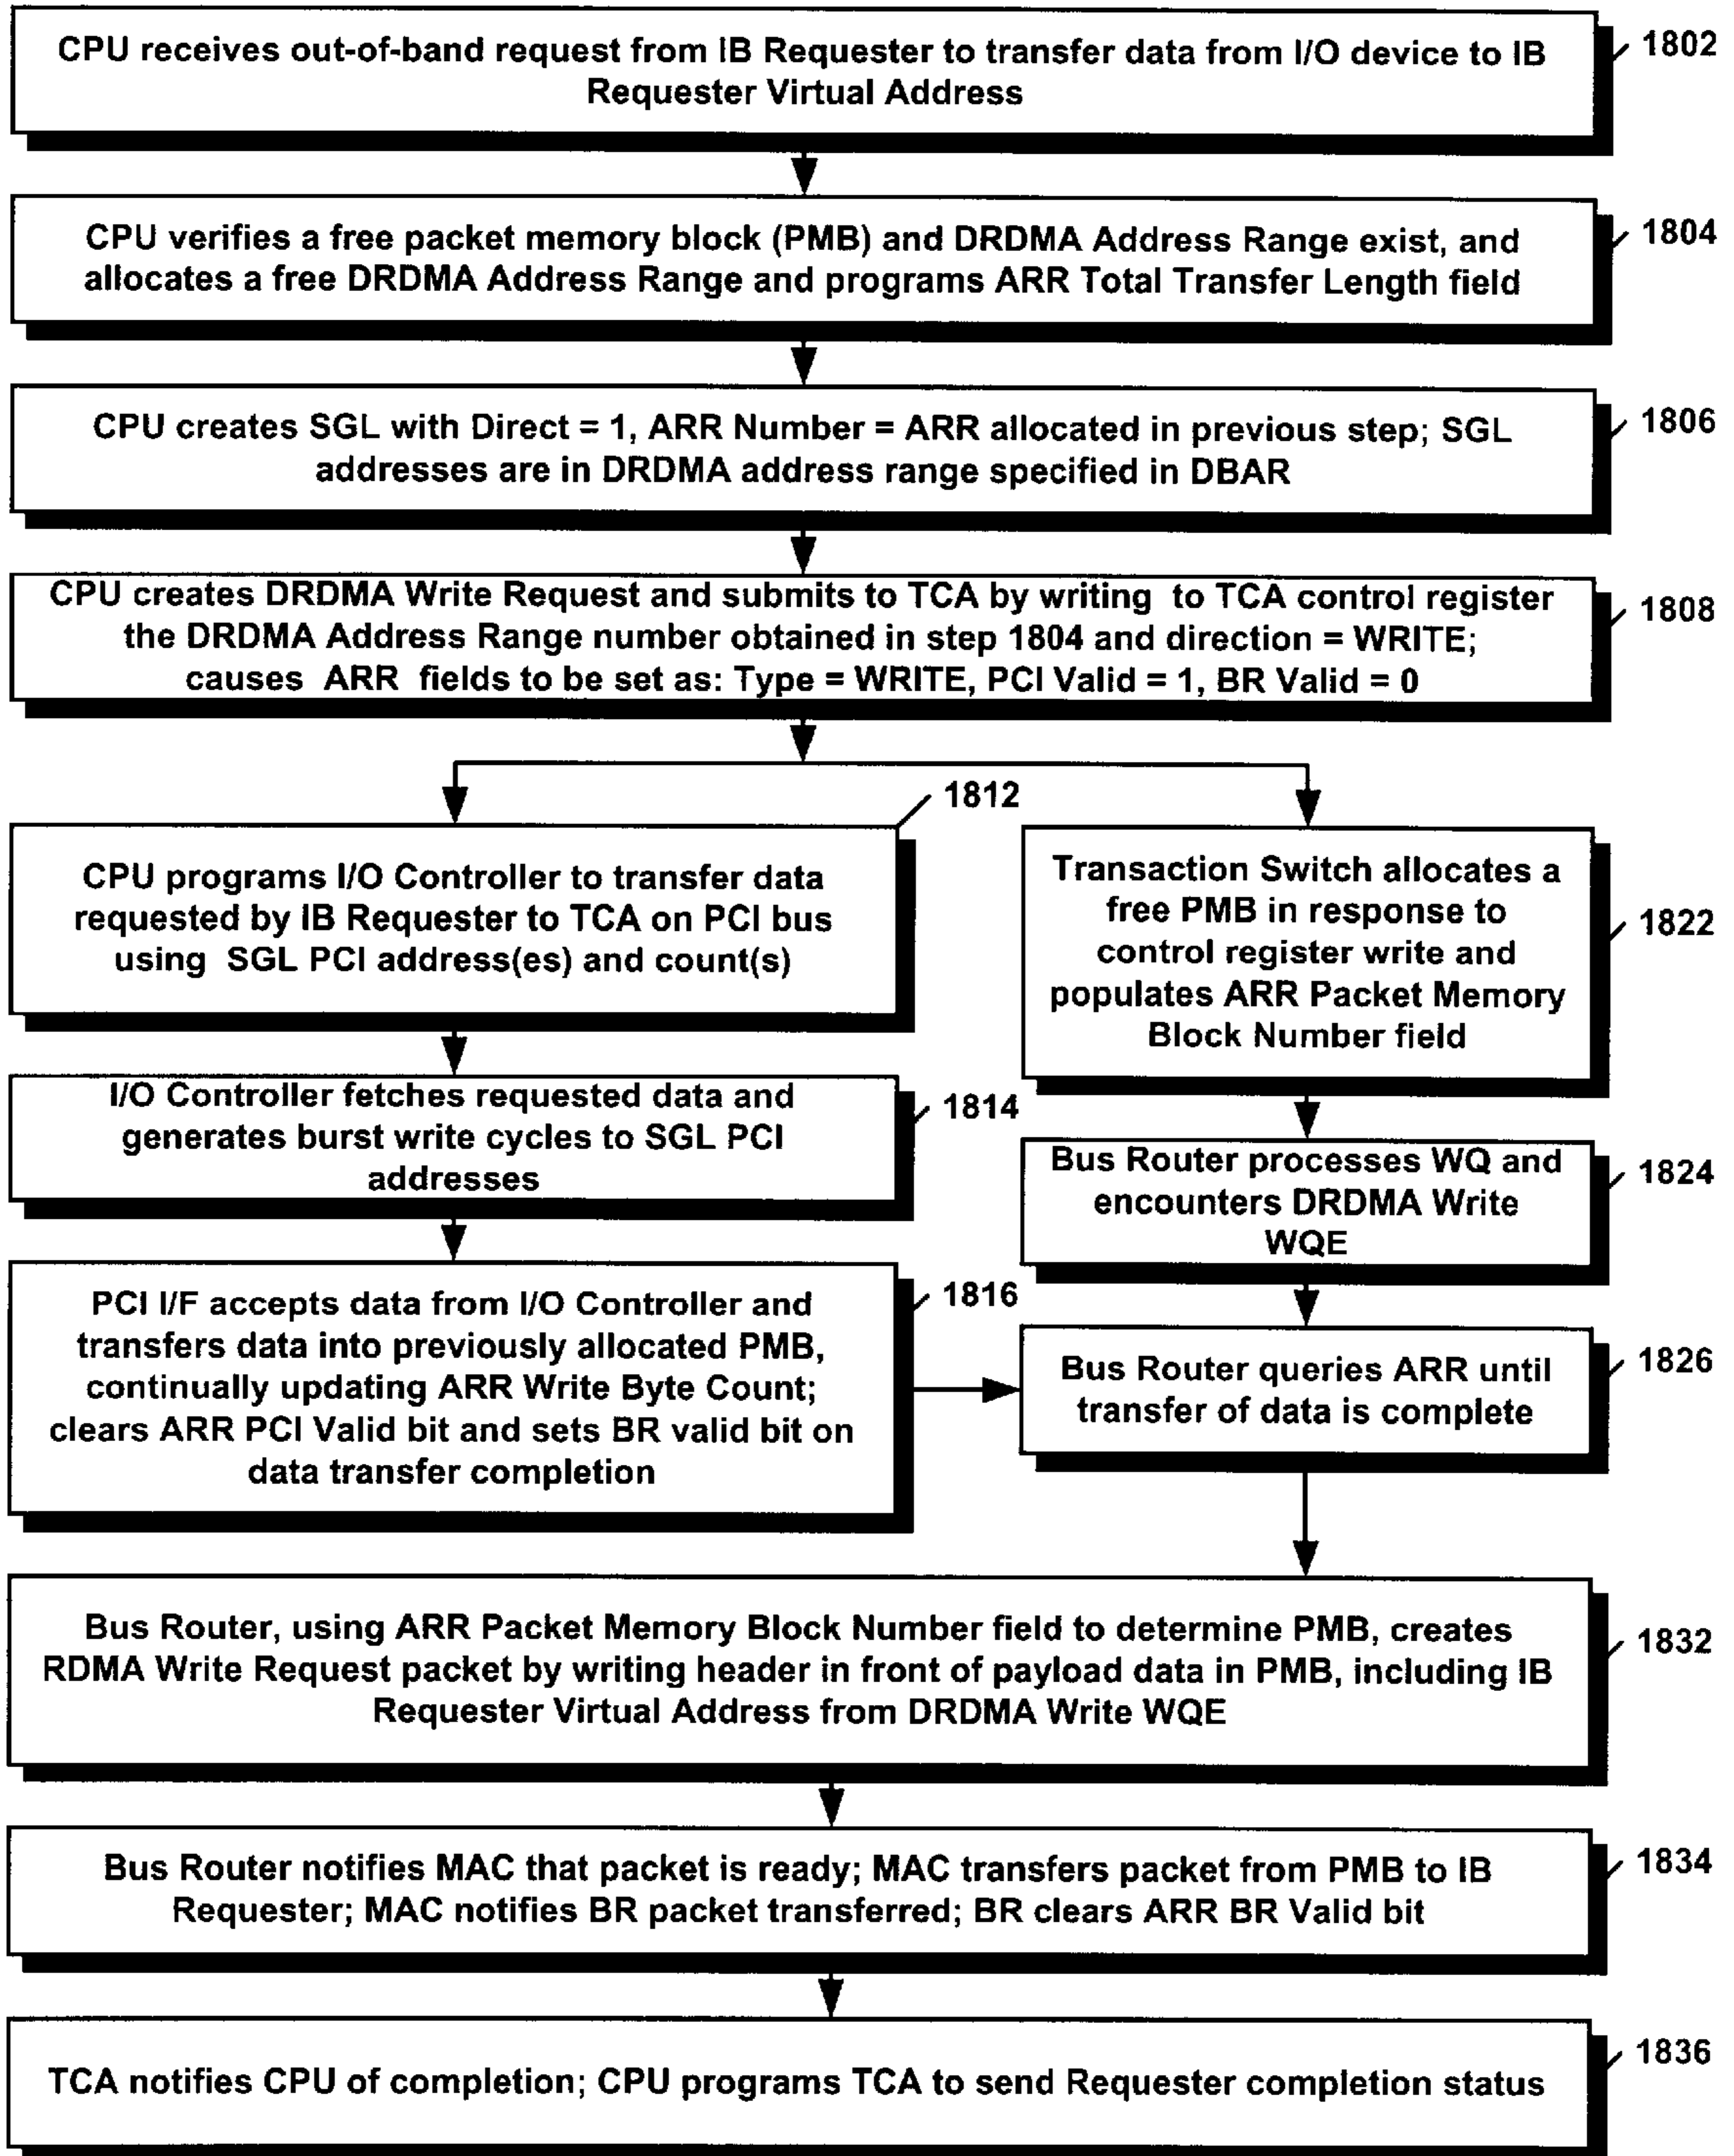 CPU receives out-of-band request from IB Requester to transfer data from I/O device to IB
Requester Virtual Address
1802
CPU verifies a free packet memory block (PMB) and DRDMA Address Range exist, and
allocates a free DRDMA Address Range and programs ARR Total Transfer Length field
1804
CPU creates SGL with Direct = 1, ARR Number = ARR allocated in previous step; SGL
addresses are in DRDMA address range specified in DBAR
1806
CPU creates DRDMA Write Request and submits to TCA by writing to TCA control register
the DRDMA Address Range number obtained in step 1804 and direction = WRITE;
causes ARR fields to be set as: Type = WRITE, PCI Valid = 1, BR Valid = 0
1808
1812
CPU programs I/O Controller to transfer data
requested by IB Requester to TCA on PCI bus
using SGL PCI address(es) and count(s)
Transaction Switch allocates a
free PMB in response to
control register write and
populates ARR Packet Memory
Block Number field
1822
I/O Controller fetches requested data and
generates burst write cycles to SGL PCI
addresses
1814
Bus Router processes WQ and
encounters DRDMA Write
WQE
1824
PCI I/F accepts data from I/O Controller and
transfers data into previously allocated PMB,
continually updating ARR Write Byte Count;
clears ARR PCI Valid bit and sets BR valid bit on
data transfer completion
1816
Bus Router queries ARR until
transfer of data is complete
1826
Bus Router, using ARR Packet Memory Block Number field to determine PMB, creates
RDMA Write Request packet by writing header in front of payload data in PMB, including IB
Requester Virtual Address from DRDMA Write WQE
1832
Bus Router notifies MAC that packet is ready; MAC transfers packet from PMB to IB
Requester; MAC notifies BR packet transferred; BR clears ARR BR Valid bit
1834
TCA notifies CPU of completion; CPU programs TCA to send Requester completion status
1836